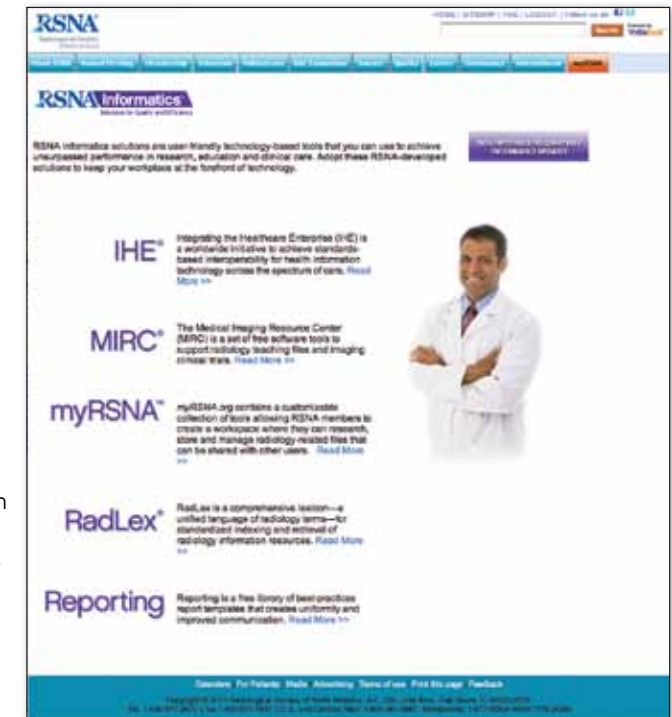 RSNA
HOME | SITEMAP | FAQ | LOGOUT | Follow us on
myRSNA
RSNA Informatics
RSNA informatics solutions are user-friendly technology-based tools that you can use to achieve
unsurpassed performance in research, education and clinical care. Adopt these RSNA-developed
solutions to keep your workplace at the forefront of technology.
IHE®
Integrating the Healthcare Enterprise (IHE) is
a worldwide initiative to achieve standards-
based interoperability for health information
technology across the spectrum of care. Read
More >>
MIRC®
The Medical Imaging Resource Center
(MIRC) is a set of free software tools to
support radiology teaching files and imaging
clinical trials. Read More >>
myRSNA™
myRSNA.org contains a customizable
collection of tools allowing RSNA members to
create a workspace where they can research,
store and manage radiology-related files that
can be shared with other users. Read More
>>
RadLex®
RadLex is a comprehensive lexicon—a
unified language of radiology terms—for
standardized indexing and retrieval of
radiology information resources. Read More
>>
Reporting
Reporting is a free library of best practices
report templates that creates uniformity and
improved communication. Read More >>
Calendars For Patients Media Advertising Terms of use Print this page Feedback